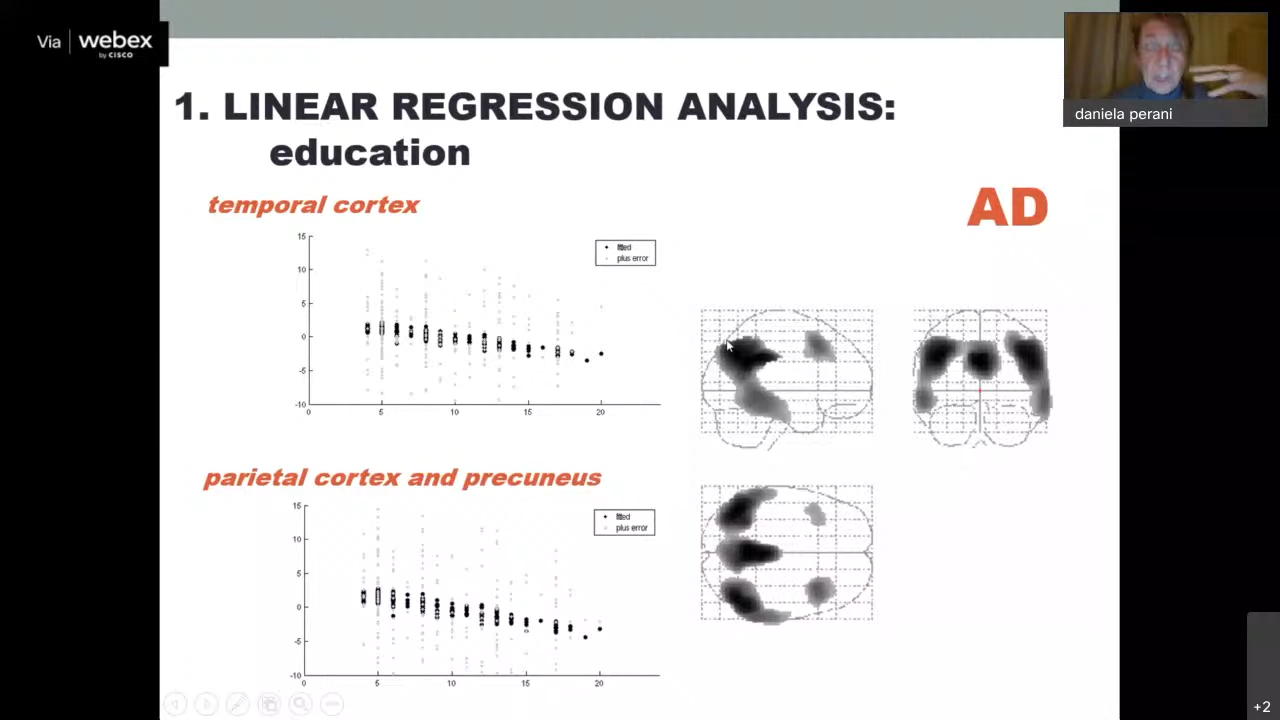 Via webex
by CISCO
daniela perani
1. LINEAR REGRESSION ANALYSIS:
education
temporal cortex
AD
15
10
5
0
-5
-10
0 5 10 15 20
fitted
plus error
parietal cortex and precuneus
15
10
5
0
-5
-10
0 5 10 15 20
fitted
plus error
+2